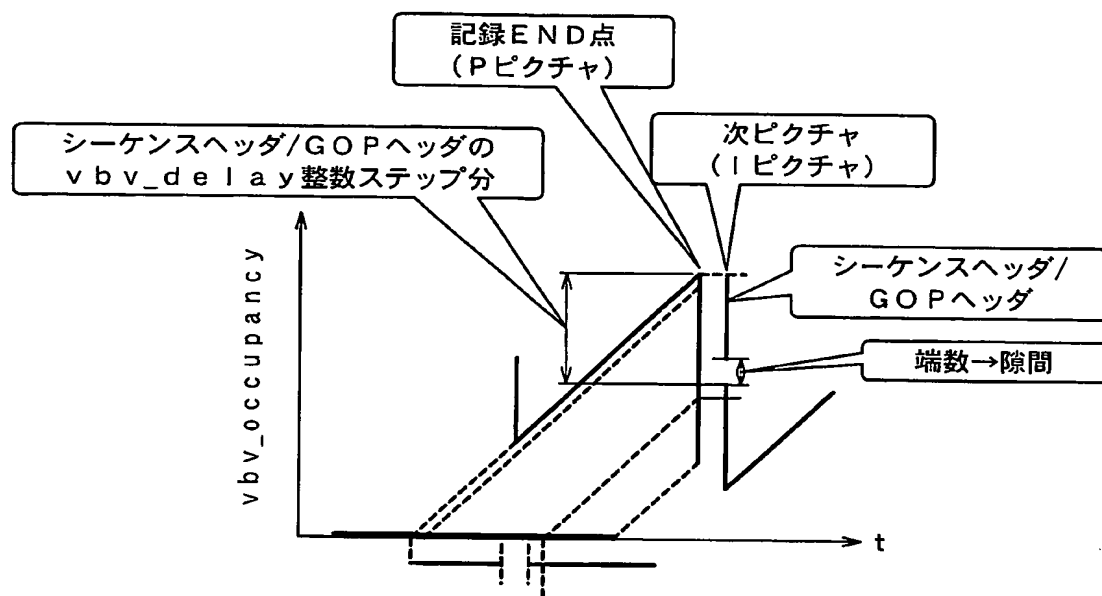 記録END点
(Pピクチャ)
シーケンスヘッダ/GOPヘッダの
vbv_delay整数ステップ分
次ピクチャ
(Iピクチャ)
シーケンスヘッダ/
GOPヘッダ
端数→隙間
vbv_occupancy
t